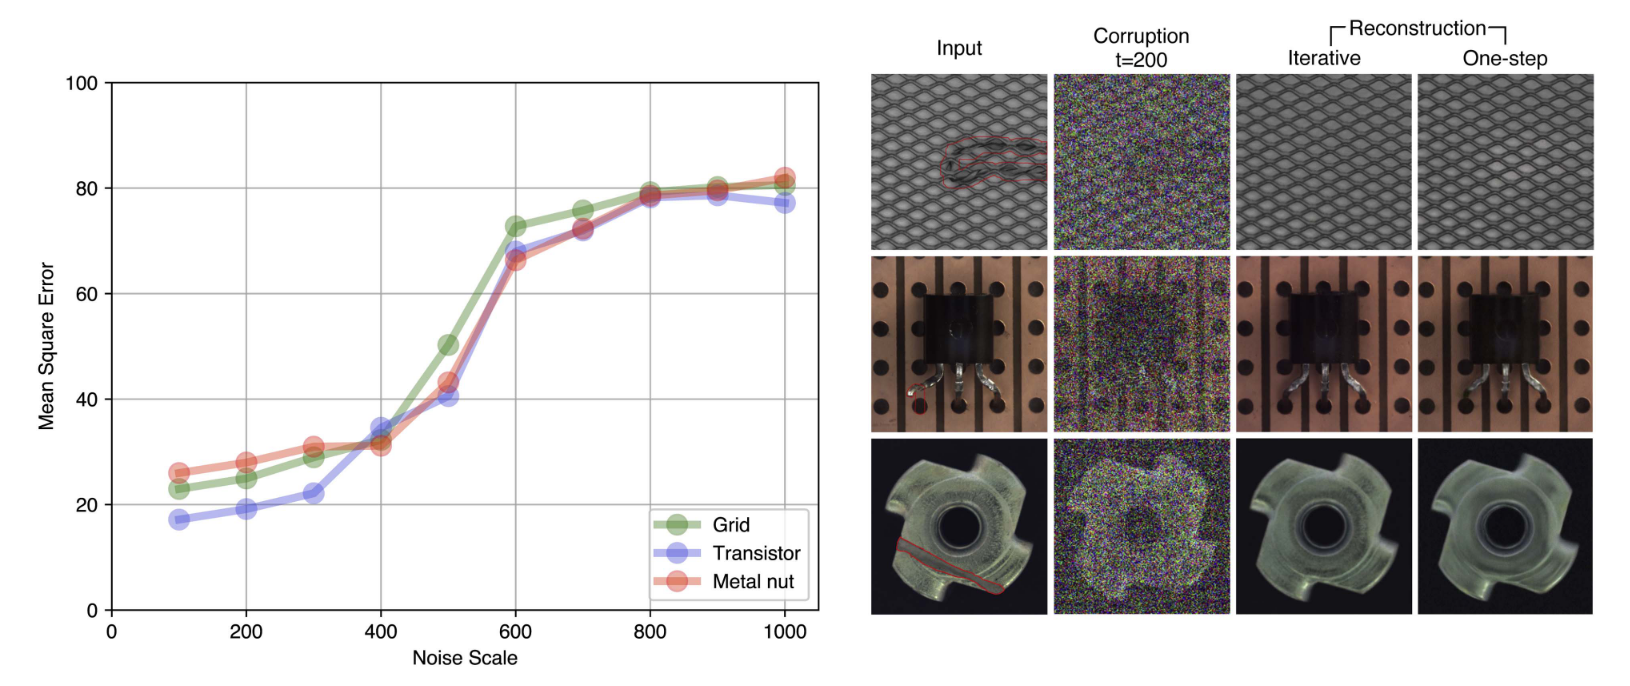 100
80
60
40
20
0
Mean Square Error
0 200 400 600 800 1000
Noise Scale
Grid
Transistor
Metal nut
Input
Corruption
t=200
Reconstruction
Iterative One-step